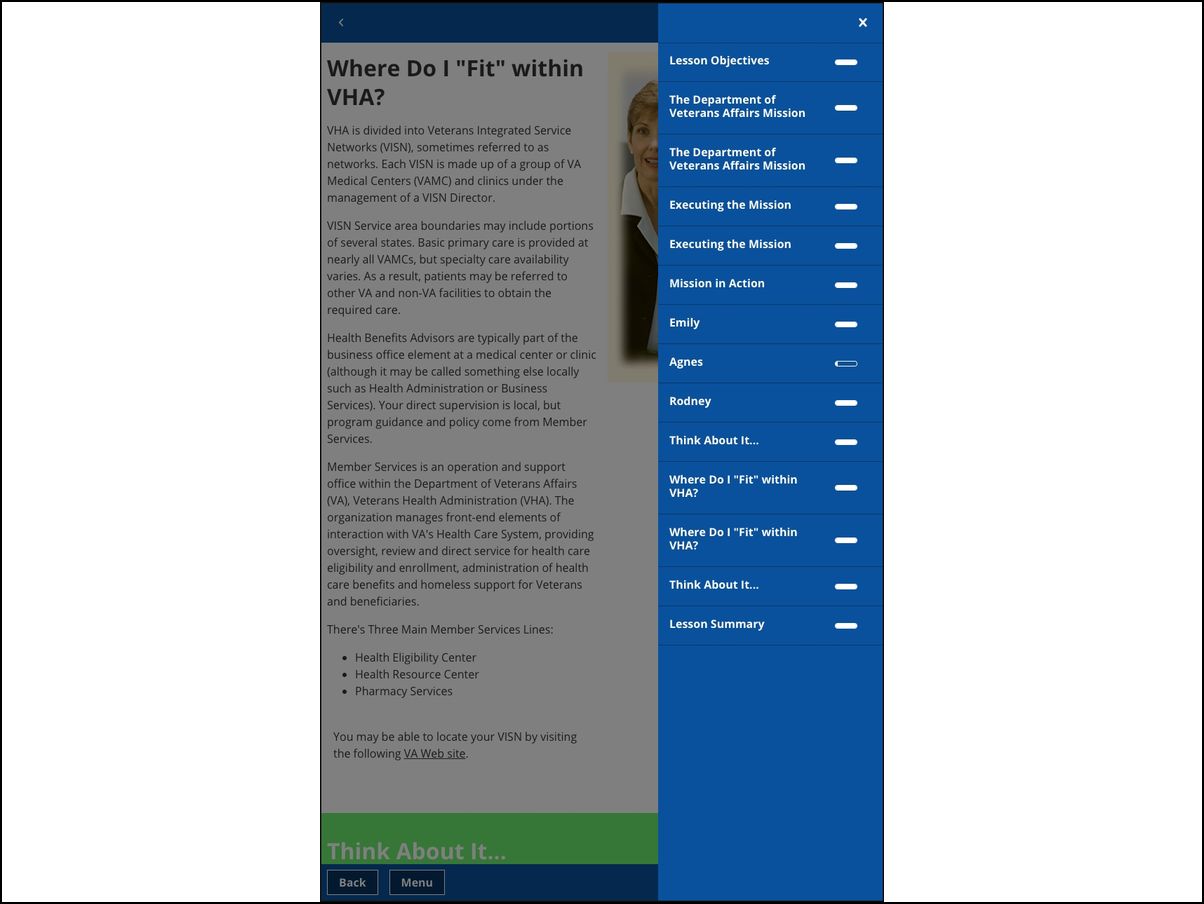 Where Do I "Fit" within
VHA?
VHA is divided into Veterans Integrated Service
Networks (VISN), sometimes referred to as
networks. Each VISN is made up of a group of VA
Medical Centers (VAMC) and clinics under the
management of a VISN Director.
VISN Service area boundaries may include portions
of several states. Basic primary care is provided at
nearly all VAMCs, but specialty care availability
varies. As a result, patients may be referred to
other VA and non-VA facilities to obtain the
required care.
Health Benefits Advisors are typically part of the
business office element at a medical center or clinic
(although it may be called something else locally
such as Health Administration or Business
Services). Your direct supervision is local, but
program guidance and policy come from Member
Services.
Member Services is an operation and support
office within the Department of Veterans Affairs
(VA), Veterans Health Administration (VHA). The
organization manages front-end elements of
interaction with VA's Health Care System, providing
oversight, review and direct service for health care
eligibility and enrollment, administration of health
care benefits and homeless support for Veterans
and beneficiaries.
There's Three Main Member Services Lines:
• Health Eligibility Center
• Health Resource Center
• Pharmacy Services
You may be able to locate your VISN by visiting
the following VA Web site.
Think About It...
Back
Menu
Lesson Objectives
The Department of
Veterans Affairs Mission
The Department of
Veterans Affairs Mission
Executing the Mission
Executing the Mission
Mission in Action
Emily
Agnes
Rodney
Think About It...
Where Do I "Fit" within
VHA?
Where Do I "Fit" within
VHA?
Think About It...
Lesson Summary